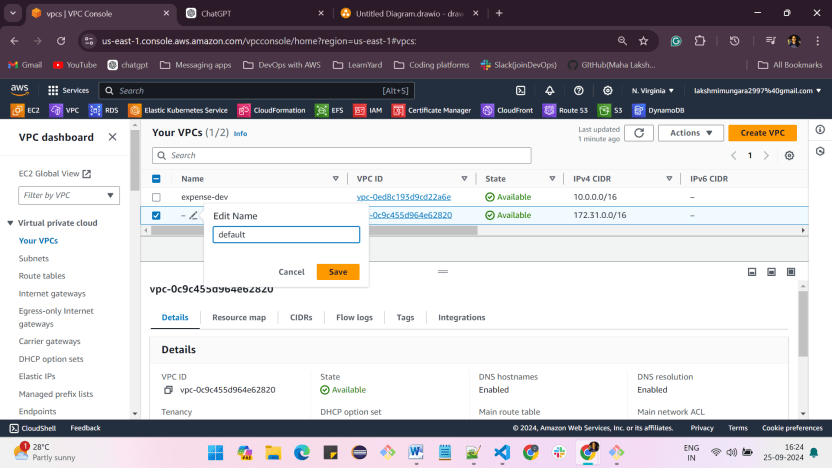 vpcs | VPC Console
ChatGPT
Untitled Diagram.drawio - draw
us-east-1.console.aws.amazon.com/vpcconsole/home?region=us-east-1#vpcs:
Gmail YouTube chatgpt Messaging apps DevOps with AWS LearnYard Coding platforms Slack(joinDevOps) GItHub(Maha Laksh... All Bookmarks
aws Services Search [Alt+S] N. Virginia lakshmimungara2997%40gmail.com
EC2 VPC RDS Elastic Kubernetes Service CloudFormation EFS IAM Certificate Manager CloudFront Route 53 S3 DynamoDB
VPC dashboard
EC2 Global View
Filter by VPC
Virtual private cloud
Your VPCs
Subnets
Route tables
Internet gateways
Egress-only Internet
gateways
Carrier gateways
DHCP option sets
Elastic IPs
Managed prefix lists
Endpoints
Your VPCs (1/2) Info
Last updated
1 minute ago
Actions
Create VPC
Search
1
Name VPC ID State IPv4 CIDR IPv6 CIDR
expense-dev vpc-0ed8c193d9cd22a6e Available 10.0.0.0/16 –
– -0c9c455d964e62820 Available 172.31.0.0/16 –
Edit Name
default
Cancel Save
vpc-0c9c455d964e62820
Details Resource map CIDRs Flow logs Tags Integrations
Details
VPC ID
vpc-0c9c455d964e62820
State
Available
DNS hostnames
Enabled
DNS resolution
Enabled
Tenancy DHCP option set Main route table Main network ACL
CloudShell Feedback © 2024, Amazon Web Services, Inc. or its affiliates. Privacy Terms Cookie preferences
1
28°C
Partly sunny
PRE
ENG
IN
16:24
25-09-2024